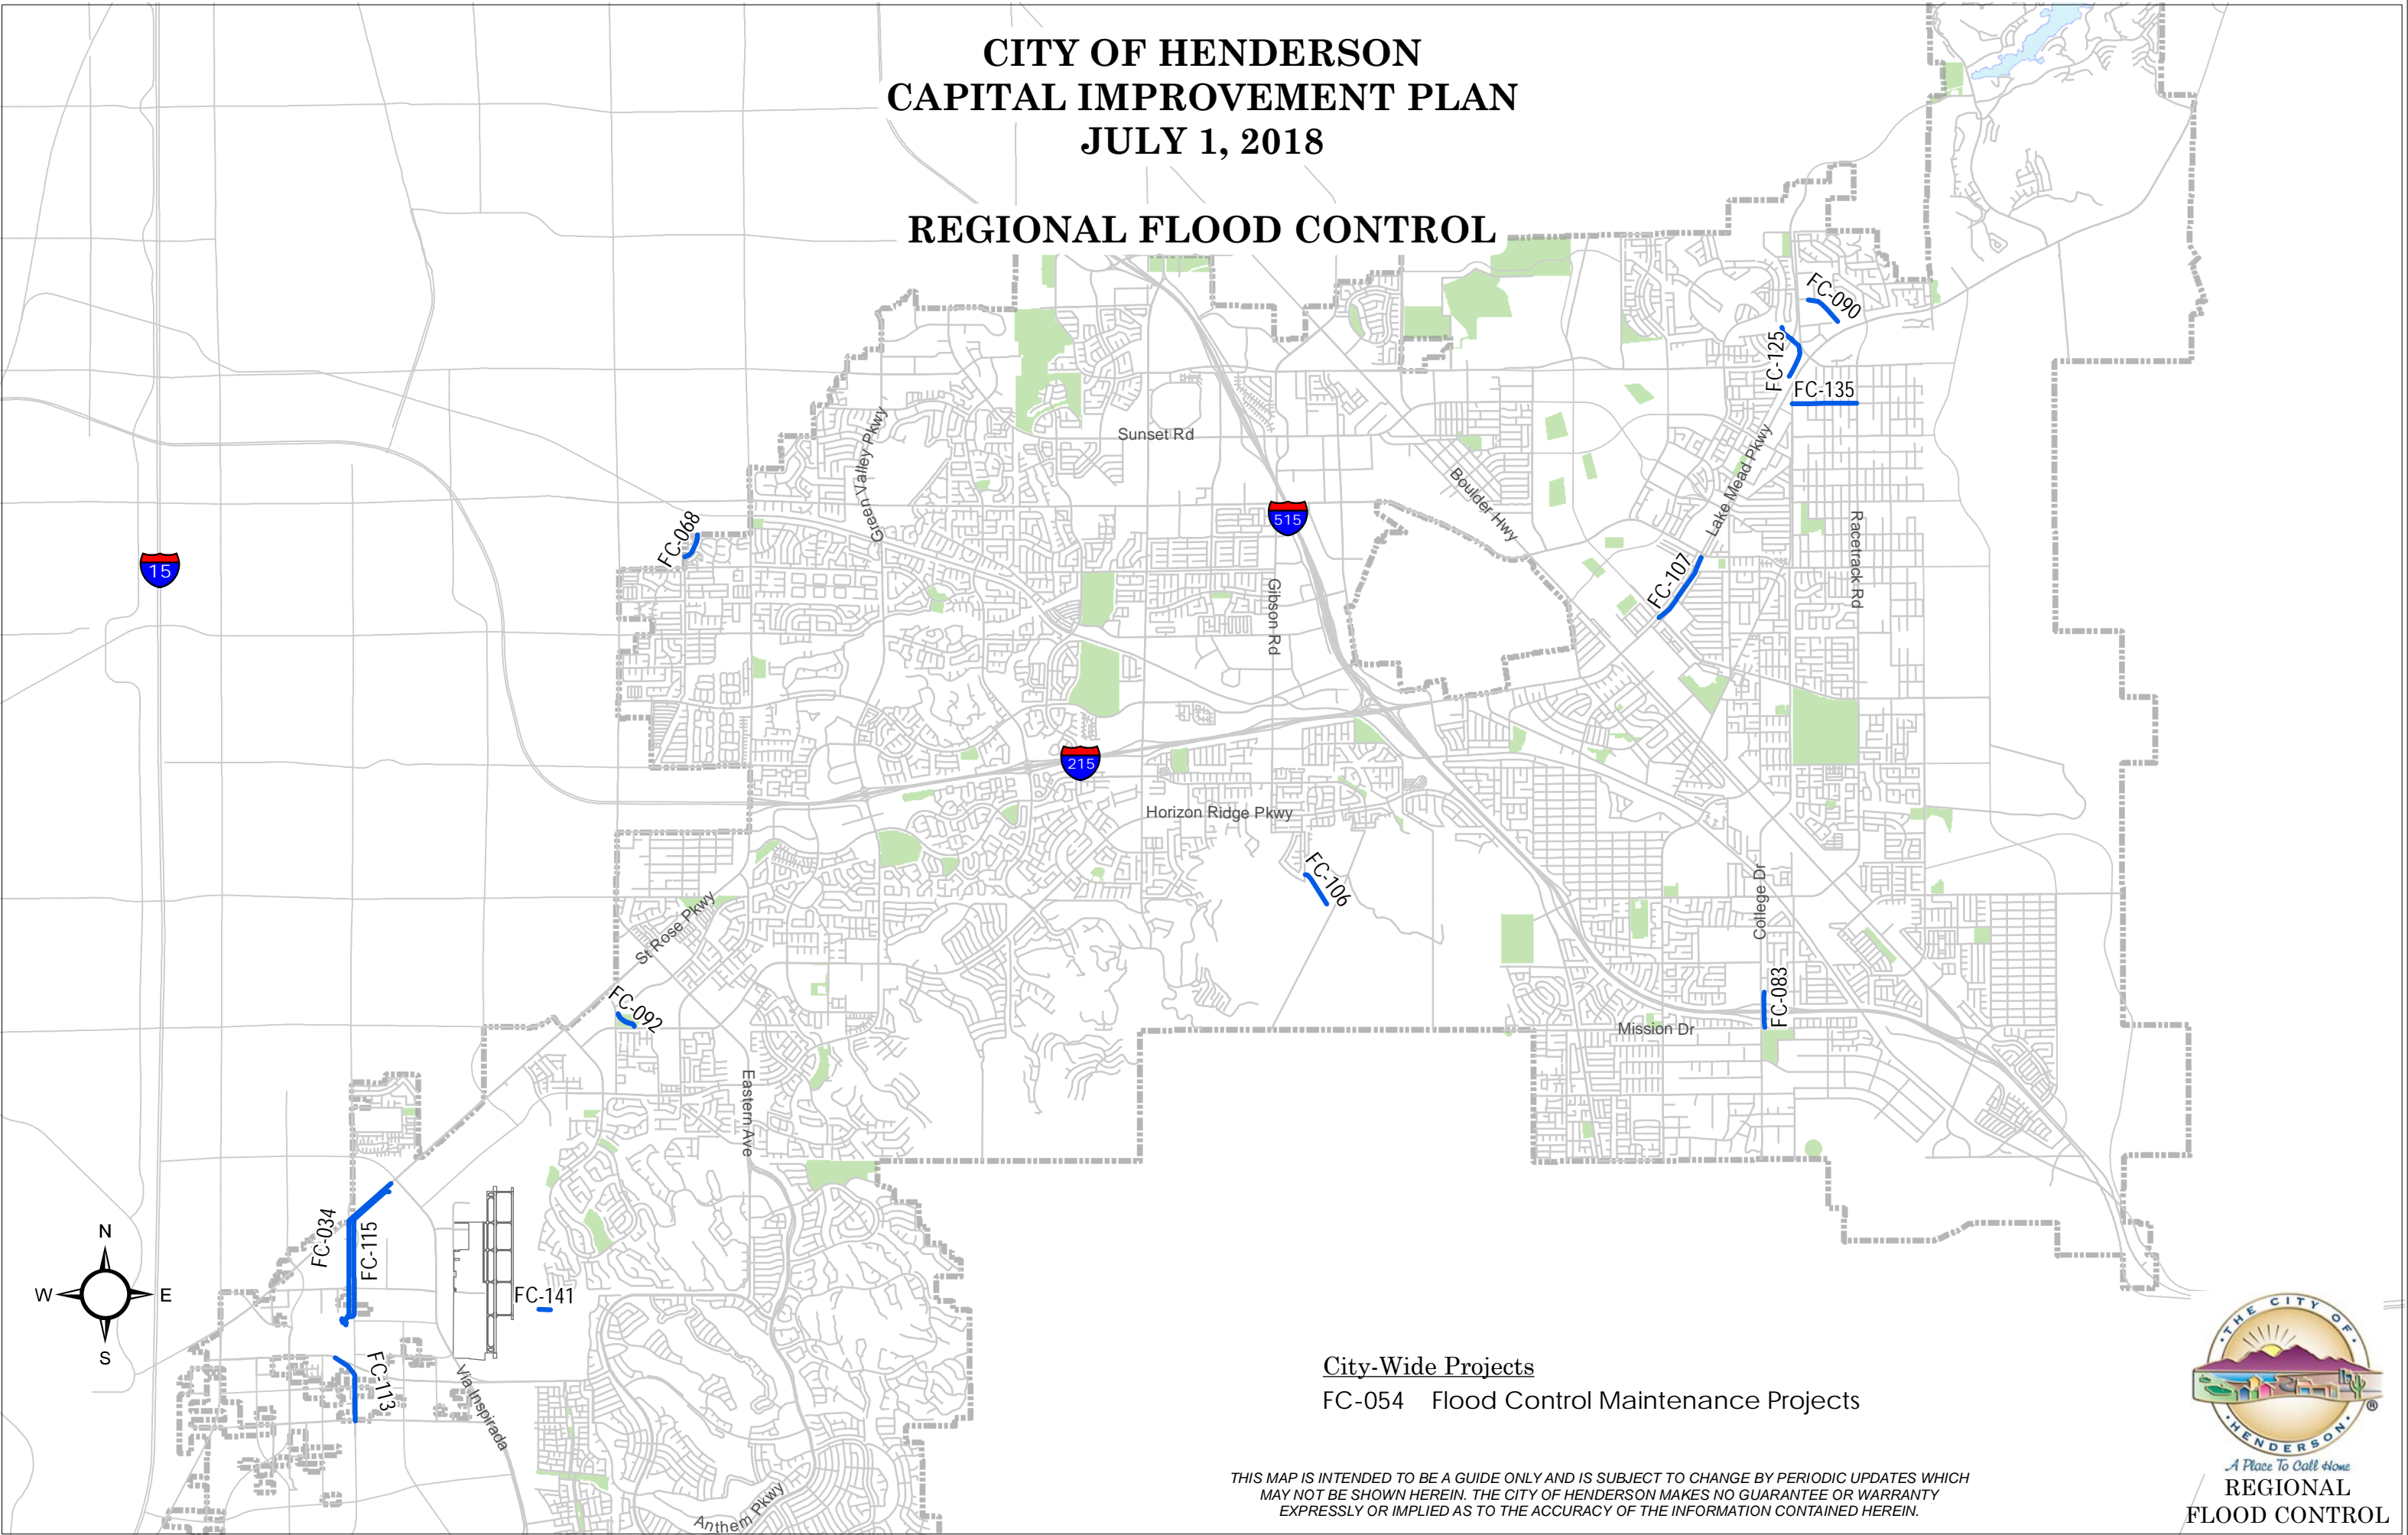 CITY OF HENDERSON
CAPITAL IMPROVEMENT PLAN
JULY 1, 2018
REGIONAL FLOOD CONTROL
FC-090
FC-125
FC-135
Sunset Rd
Green Valley Pkwy
Boulder Hwy
Lake Mead Pkwy
Racetrack Rd
515
FC-068
15
FC-107
Gibson Rd
215
Horizon Ridge Pkwy
FC-106
St Rose Pkwy
College Dr
FC-092
FC-083
Mission Dr
Eastern Ave
FC-034
FC-115
N
W
E
S
FC-141
FC-113
Via Inspirada
Anthem Pkwy
City-Wide Projects
FC-054 Flood Control Maintenance Projects
THIS MAP IS INTENDED TO BE A GUIDE ONLY AND IS SUBJECT TO CHANGE BY PERIODIC UPDATES WHICH
MAY NOT BE SHOWN HEREIN. THE CITY OF HENDERSON MAKES NO GUARANTEE OR WARRANTY
EXPRESSLY OR IMPLIED AS TO THE ACCURACY OF THE INFORMATION CONTAINED HEREIN.
THE CITY OF
HENDERSON
®
A Place To Call Home
REGIONAL
FLOOD CONTROL